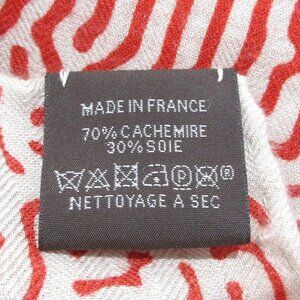 MADE IN FRANCE
70% CACHEMIRE
30% SOIE
P ®
NETTOYAGE A SEC